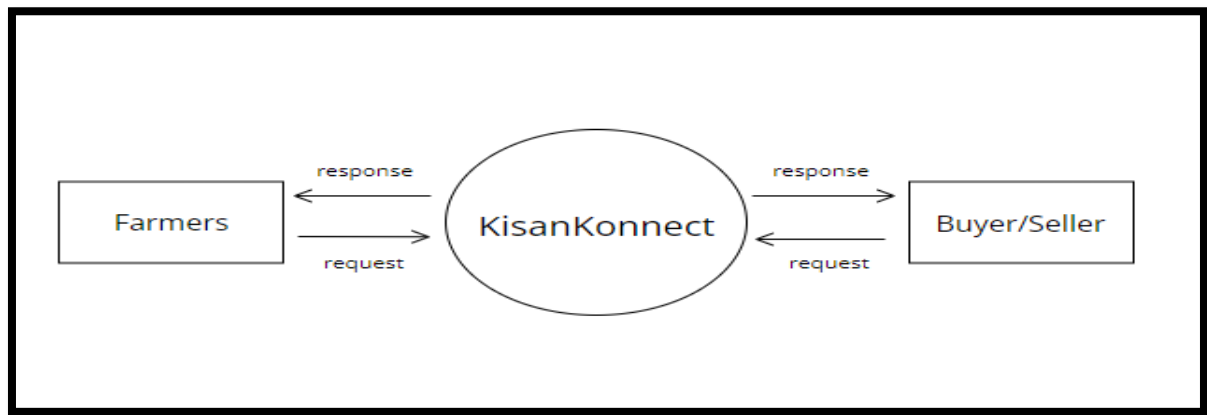 response
response
Farmers
KisanKonnect
Buyer/Seller
request
request